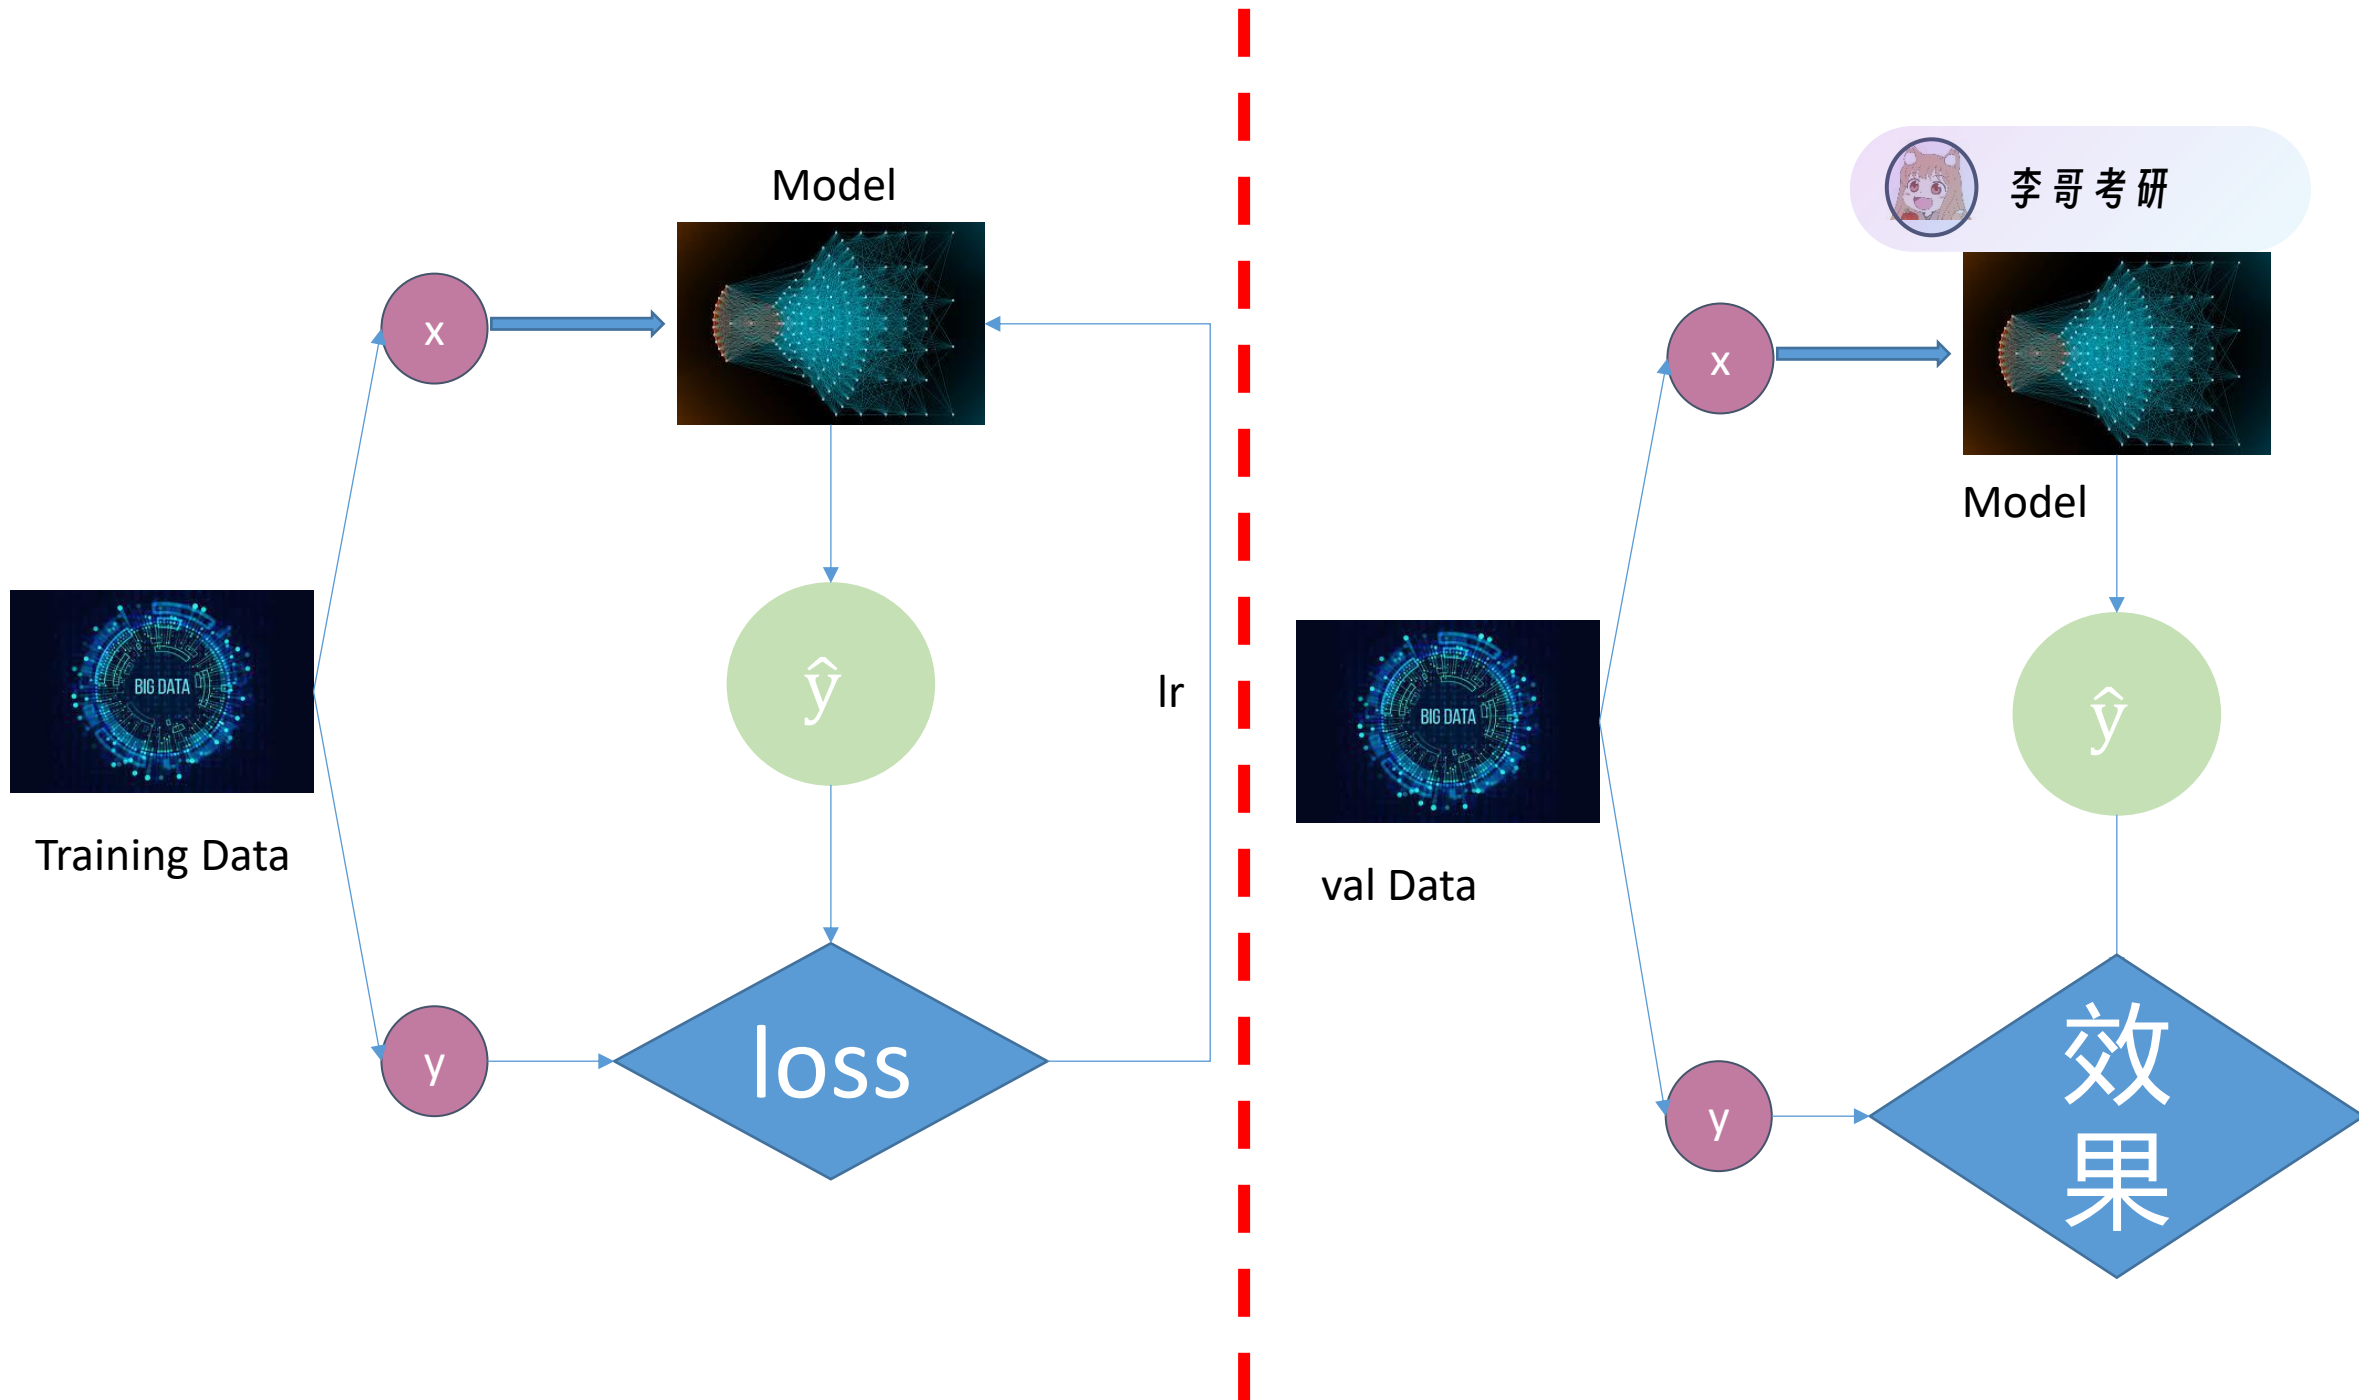 Model
x
BIG DATA
Training Data
ŷ
lr
y
loss
李哥考研
x
Model
BIG DATA
val Data
ŷ
y
效
果